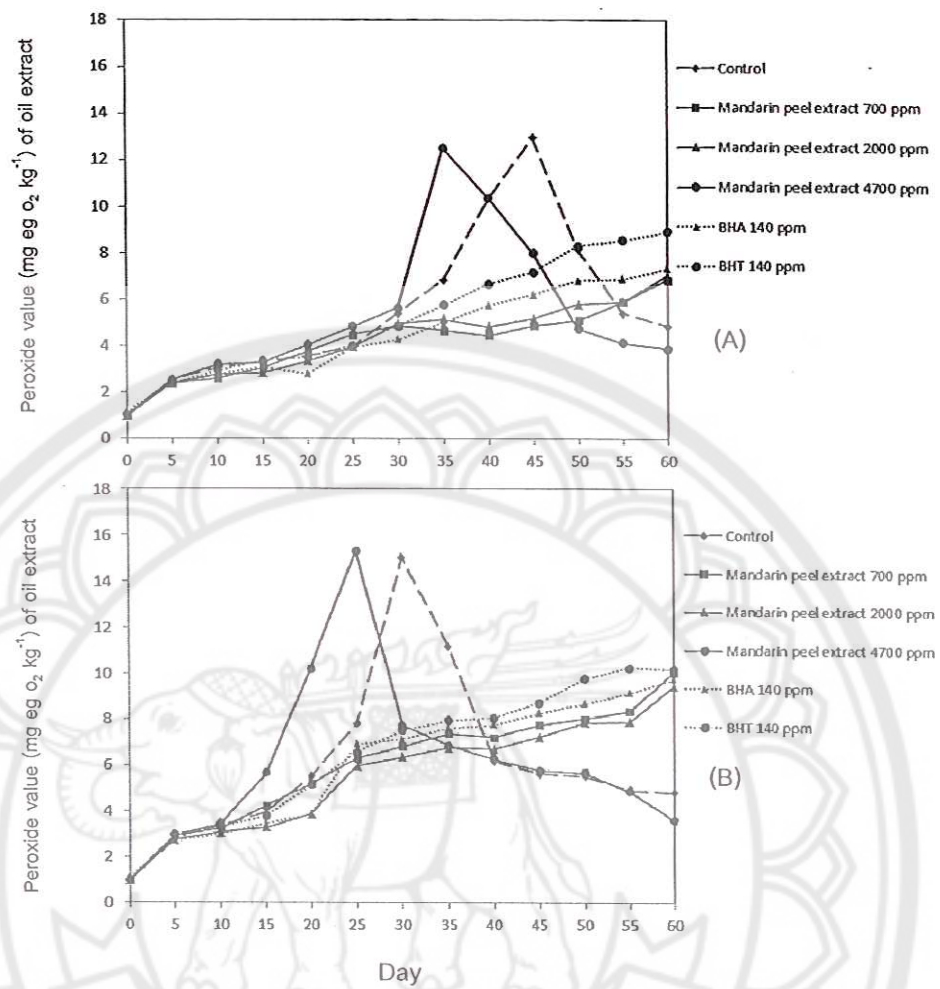 18
16
14
12
10
8
6
4
2
0
Peroxide value (mg eg o₂ kg⁻¹) of oil extract
0 5 10 15 20 25 30 35 40 45 50 55 60
Control
Mandarin peel extract 700 ppm
Mandarin peel extract 2000 ppm
Mandarin peel extract 4700 ppm
BHA 140 ppm
BHT 140 ppm
(A)
18
16
14
12
10
8
6
4
2
0
Peroxide value (mg eg o₂ kg⁻¹) of oil extract
0 5 10 15 20 25 30 35 40 45 50 55 60
Control
Mandarin peel extract 700 ppm
Mandarin peel extract 2000 ppm
Mandarin peel extract 4700 ppm
BHA 140 ppm
BHT 140 ppm
(B)
Day